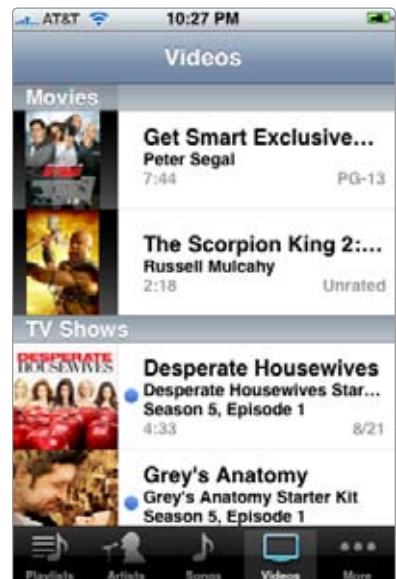 AT&T 10:27 PM
Videos
Movies
Get Smart Exclusive...
Peter Segal
7:44 PG-13
The Scorpion King 2:...
Russell Mulcahy
2:18 Unrated
TV Shows
DESPERATE
HOUSEWIVES
Desperate Housewives
Desperate Housewives Star...
Season 5, Episode 1
4:33 8/21
Grey's Anatomy
Grey's Anatomy Starter Kit
Season 5, Episode 1
Playlists Artists Songs Videos More